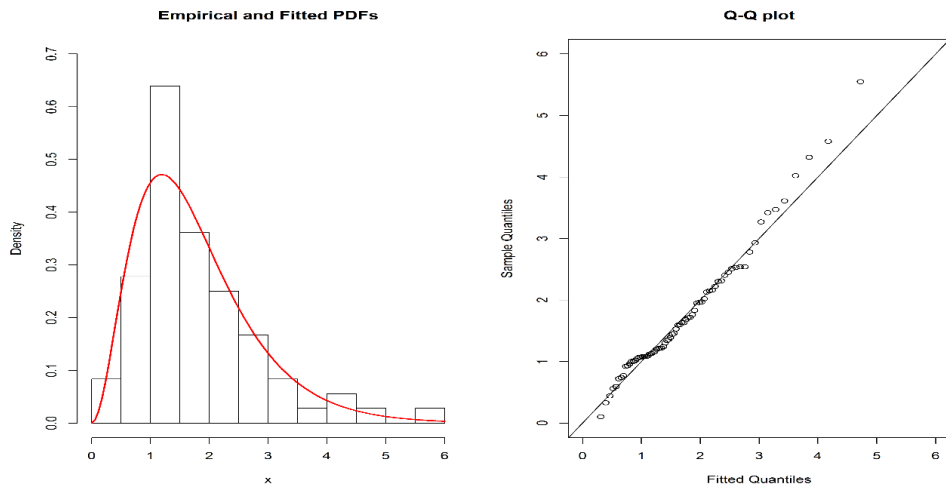 Empirical and Fitted PDFs
Density
0.7
0.6
0.5
0.4
0.3
0.2
0.1
0.0
0 1 2 3 4 5 6
x
Q-Q plot
Sample Quantiles
6
5
4
3
2
1
0
0 1 2 3 4 5 6
Fitted Quantiles